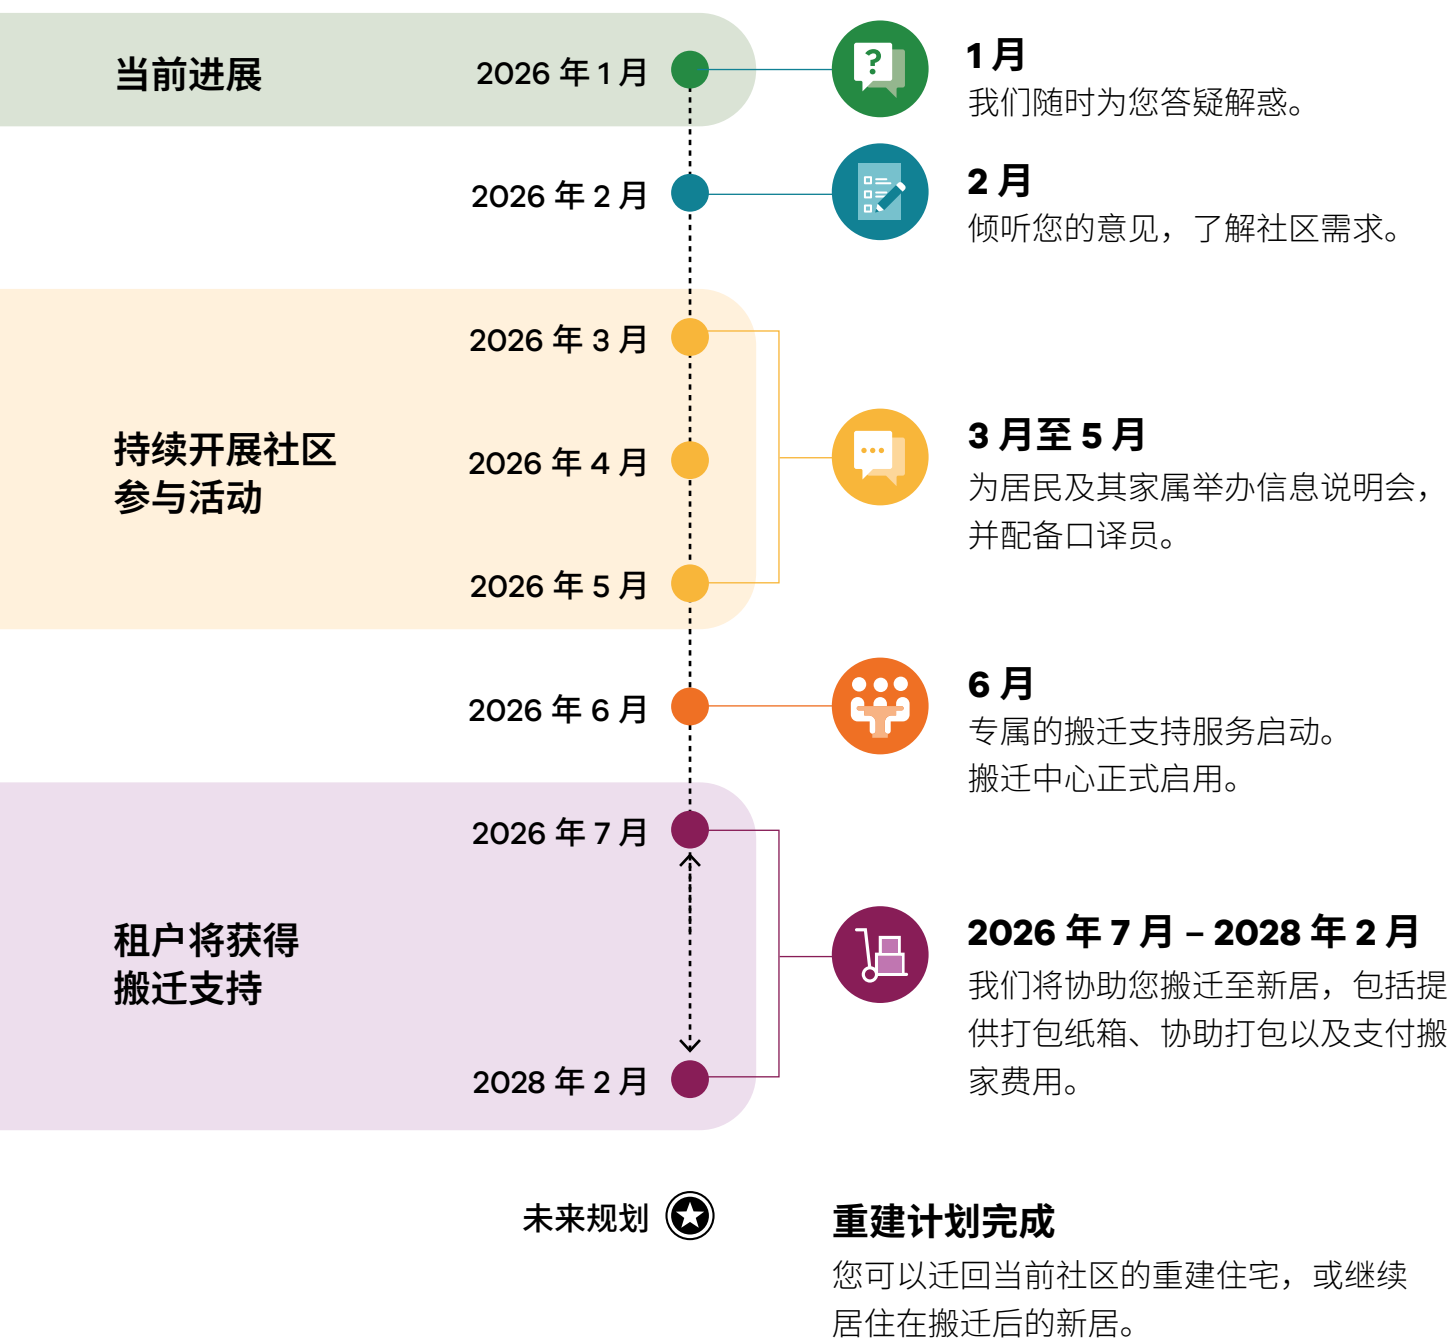 当前进展
2026 年 1 月
?
1 月
我们随时为您答疑解惑。
2026 年 2 月
2 月
倾听您的意见，了解社区需求。
持续开展社区
参与活动
2026 年 3 月
2026 年 4 月
2026 年 5 月
3 月至 5 月
为居民及其家属举办信息说明会，
并配备口译员。
2026 年 6 月
6 月
专属的搬迁支持服务启动。
搬迁中心正式启用。
租户将获得
搬迁支持
2026 年 7 月
2028 年 2 月
2026 年 7 月 – 2028 年 2 月
我们将协助您搬迁至新居，包括提
供打包纸箱、协助打包以及支付搬
家费用。
未来规划
重建计划完成
您可以迁回当前社区的重建住宅，或继续
居住在搬迁后的新居。